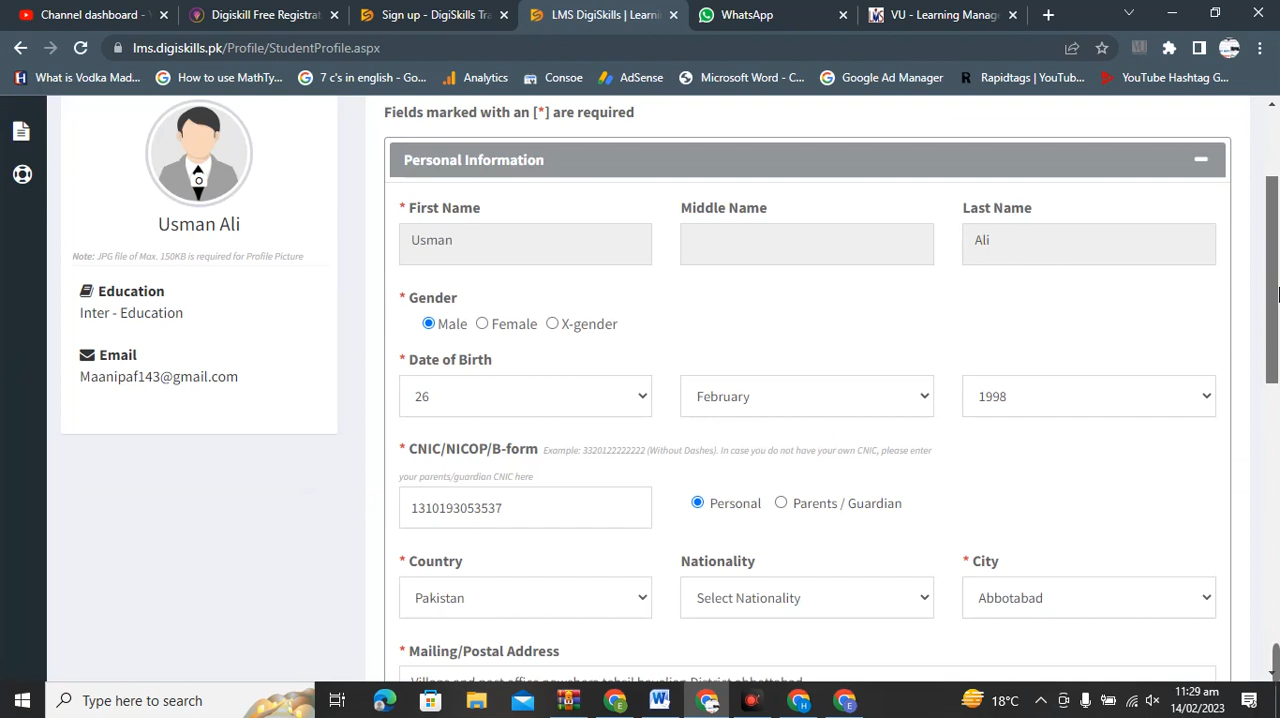 Channel dashboard - Y
Digiskill Free Registrat
Sign up - DigiSkills Tra
LMS DigiSkills | Learni
WhatsApp
VU - Learning Manag
lms.digiskills.pk/Profile/StudentProfile.aspx
What is Vodka Mad...
How to use MathTy...
7 c's in english - Go...
Analytics
Consoe
AdSense
Microsoft Word - C...
Google Ad Manager
Rapidtags | YouTub...
YouTube Hashtag G...
Fields marked with an [*] are required
Personal Information
* First Name
Middle Name
Last Name
Usman
Ali
Usman Ali
Note: JPG file of Max. 150KB is required for Profile Picture
Education
Inter - Education
Email
Maanipaf143@gmail.com
* Gender
Male Female X-gender
* Date of Birth
26
February
1998
* CNIC/NICOP/B-form Example: 3320122222222 (Without Dashes). In case you do not have your own CNIC, please enter
your parents/guardian CNIC here
1310193053537
Personal Parents / Guardian
* Country
Nationality
* City
Pakistan
Select Nationality
Abbotabad
* Mailing/Postal Address
Type here to search
18°C
11:29 am
14/02/2023